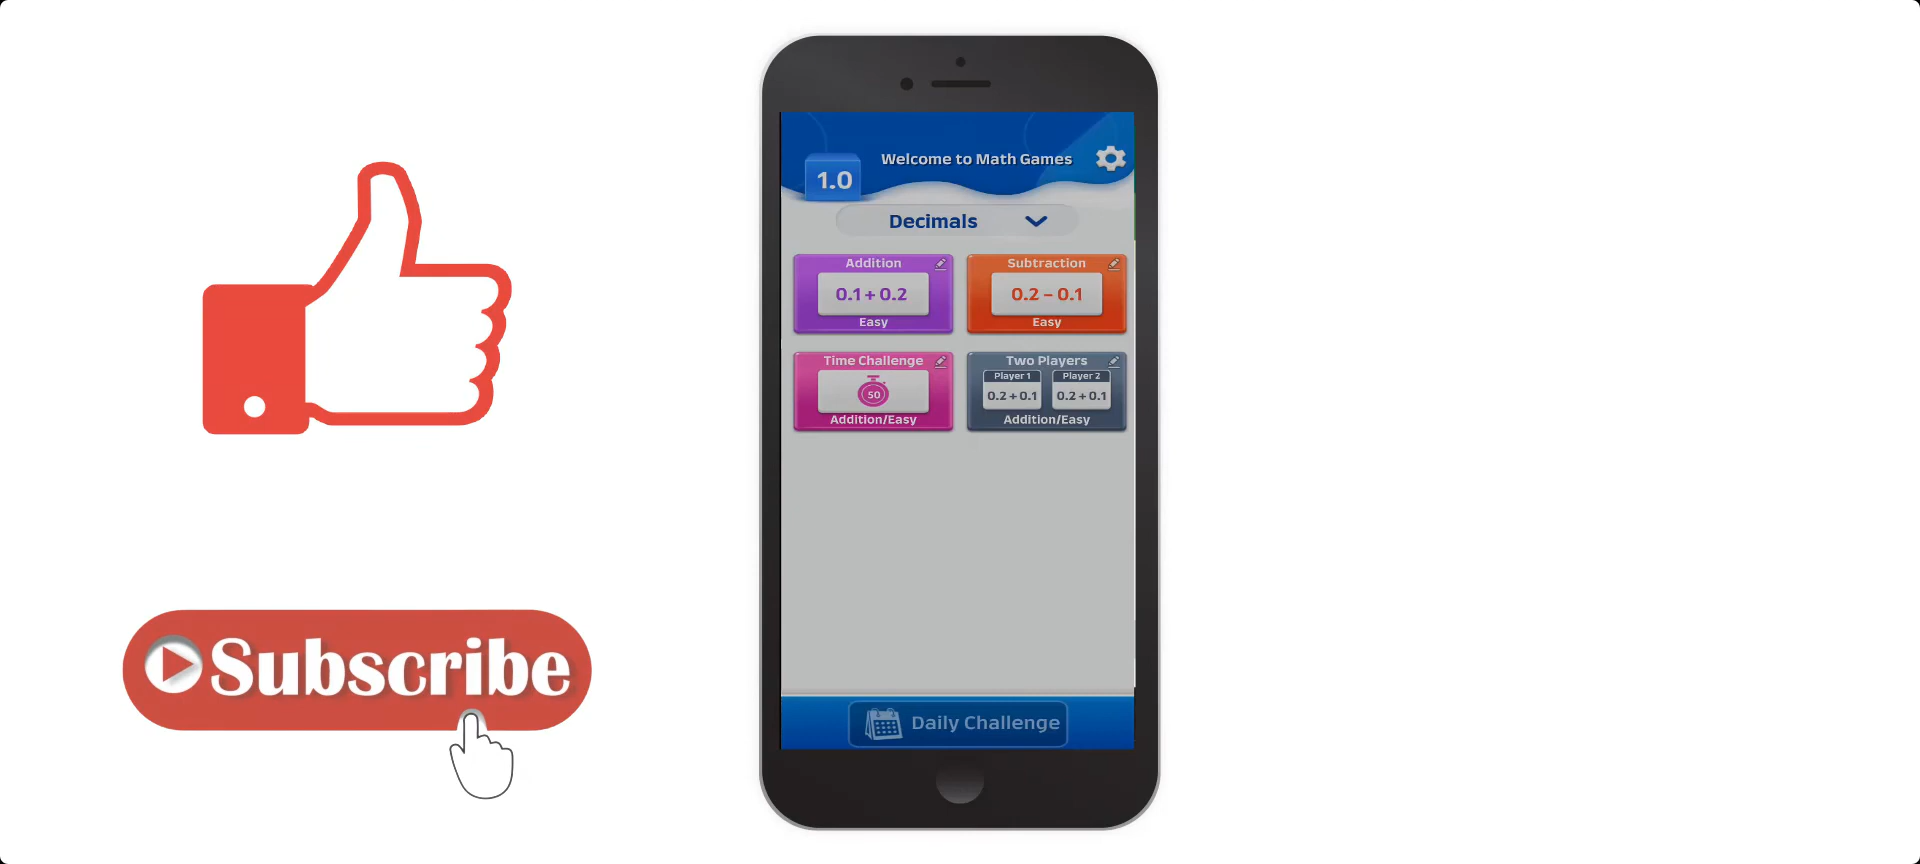 Welcome to Math Games
1.0
Decimals
Addition
0.1 + 0.2
Easy
Subtraction
0.2 – 0.1
Easy
Time Challenge
50
Addition/Easy
Two Players
Player 1
0.2 + 0.1
Player 2
0.2 + 0.1
Addition/Easy
Daily Challenge
Subscribe